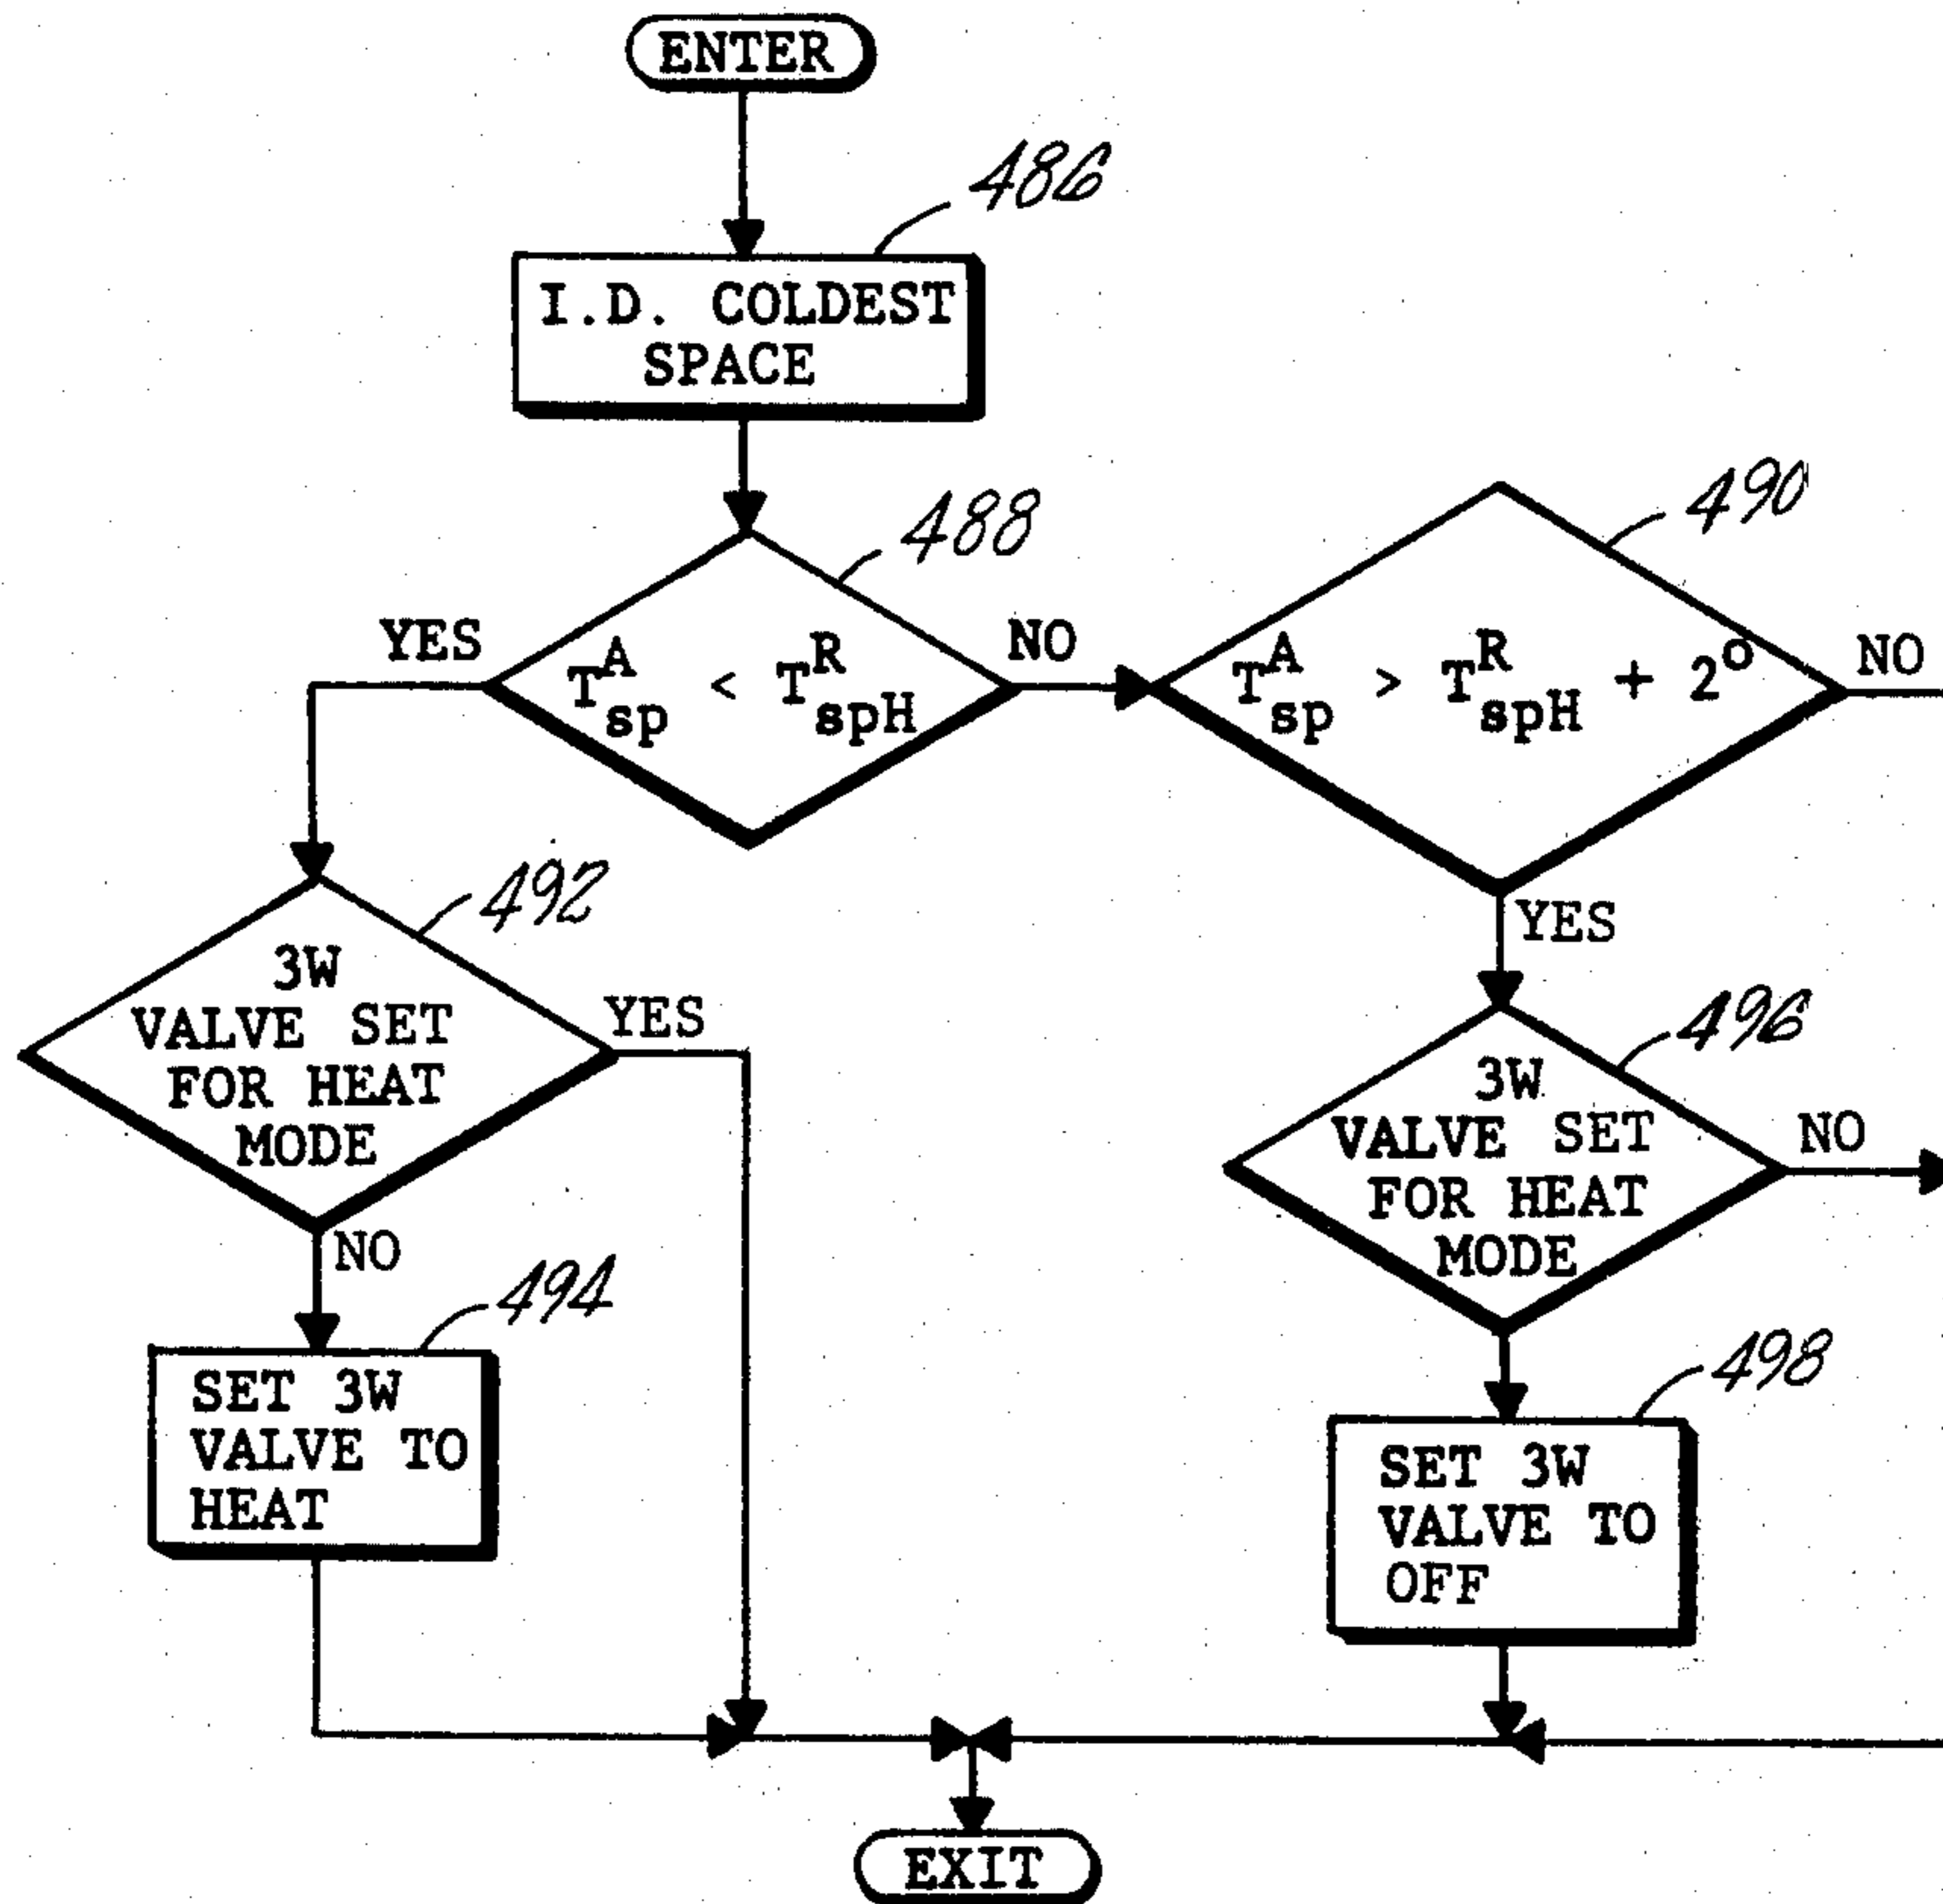 ENTER
486
I.D. COLDEST
SPACE
488
490
YES
T^A_sp < T^R_spH
NO
T^A_sp > T^R_spH + 2°
NO
492
YES
3W
VALVE SET
FOR HEAT
MODE
YES
496
3W
VALVE SET
FOR HEAT
MODE
NO
NO
494
498
SET 3W
VALVE TO
HEAT
SET 3W
VALVE TO
OFF
EXIT